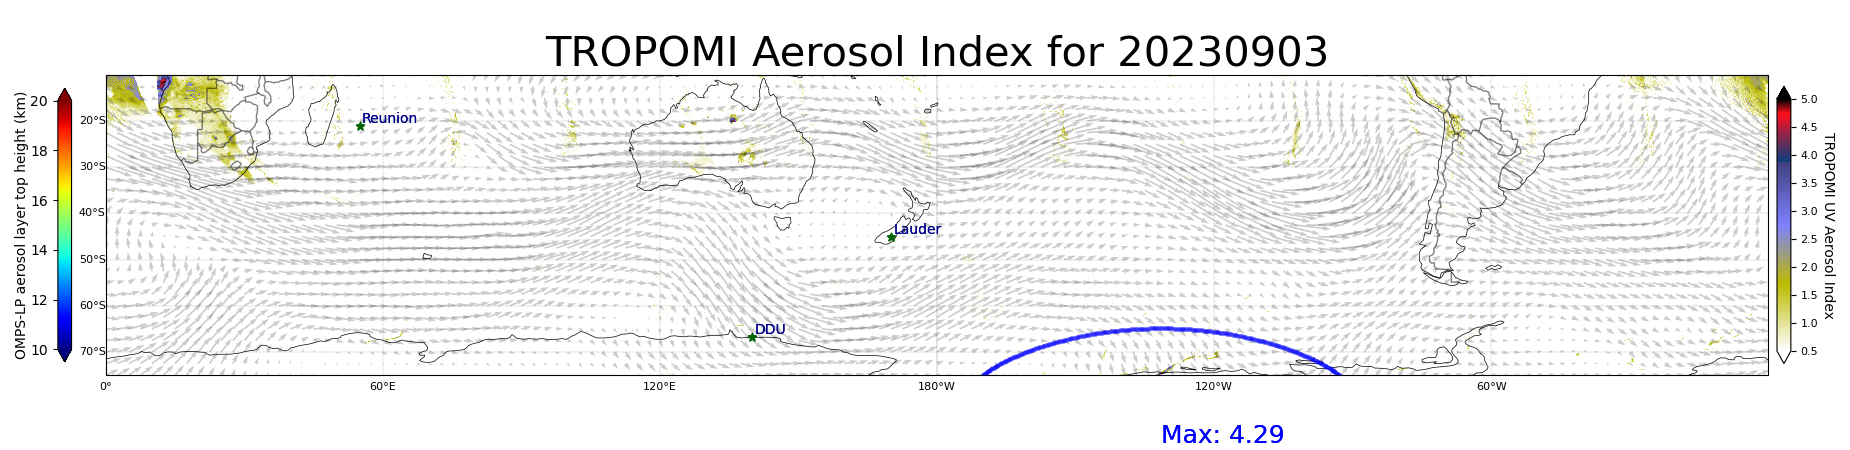 TROPOMI Aerosol Index for 20230903
OMPS-LP aerosol layer top height (km)
20
18
16
14
12
10
20°S
30°S
40°S
50°S
60°S
70°S
0°
60°E
120°E
180°W
120°W
60°W
Reunion
Lauder
DDU
5.0
4.5
4.0
3.5
3.0
2.5
2.0
1.5
1.0
0.5
TROPOMI UV Aerosol Index
Max: 4.29